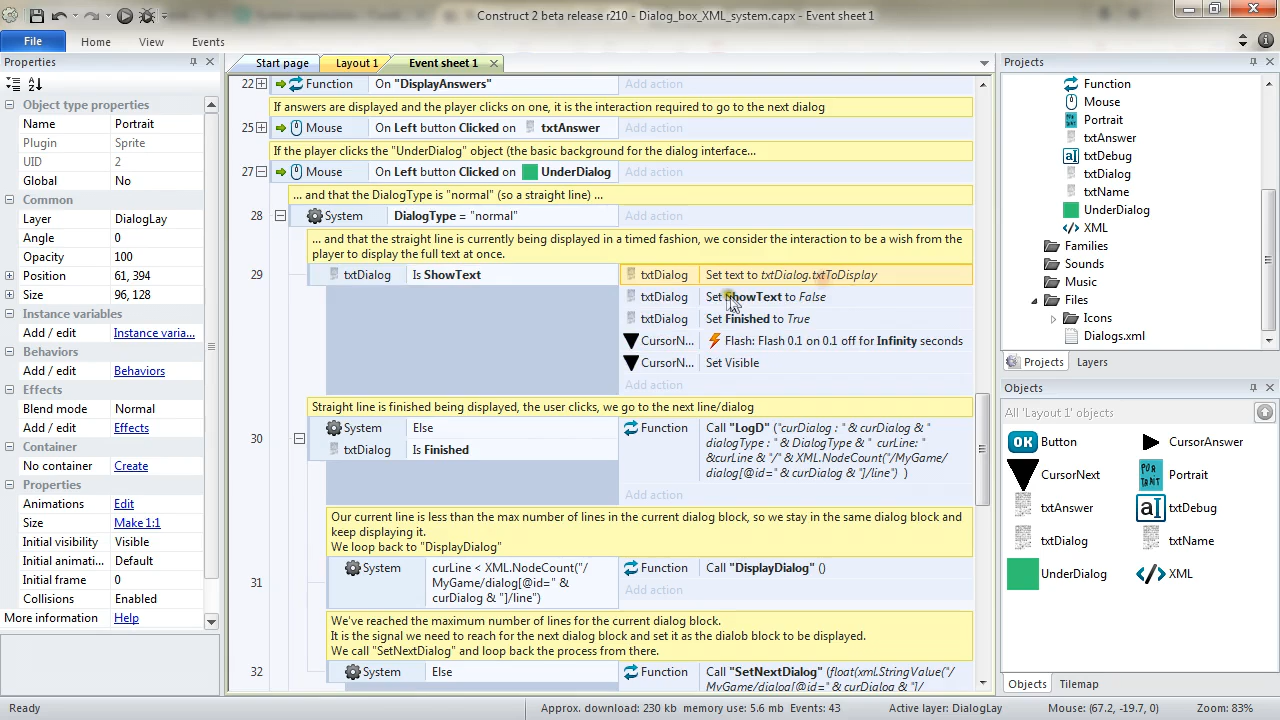 Construct 2 beta release r210 - Dialog_box_XML_system.capx - Event sheet 1
File
Home
View
Events
Properties
Start page
Layout 1
Event sheet 1
Projects
Object type properties
Name
Portrait
Plugin
Sprite
UID
2
Global
No
Common
Layer
DialogLay
Angle
0
Opacity
100
Position
61, 394
Size
96, 128
Instance variables
Add / edit
Instance varia...
Behaviors
Add / edit
Behaviors
Effects
Blend mode
Normal
Add / edit
Effects
Container
No container
Create
Properties
Animations
Edit
Size
Make 1:1
Initial visibility
Visible
Initial animati...
Default
Initial frame
0
Collisions
Enabled
More information
Help
22
Function
On "DisplayAnswers"
Add action
If answers are displayed and the player clicks on one, it is the interaction required to go to the next dialog
25
Mouse
On Left button Clicked on txtAnswer
Add action
If the player clicks the "UnderDialog" object (the basic background for the dialog interface...
27
Mouse
On Left button Clicked on UnderDialog
Add action
... and that the DialogType is "normal" (so a straight line) ...
28
System
DialogType = "normal"
Add action
... and that the straight line is currently being displayed in a timed fashion, we consider the interaction to be a wish from the
player to display the full text at once.
29
txtDialog
Is ShowText
txtDialog
Set text to txtDialog.txtToDisplay
txtDialog
Set ShowText to False
txtDialog
Set Finished to True
CursorN...
Flash: Flash 0.1 on 0.1 off for Infinity seconds
CursorN...
Set Visible
Add action
Straight line is finished being displayed, the user clicks, we go to the next line/dialog
30
System
Else
txtDialog
Is Finished
Function
Call "LogD" ("curDialog : " & curDialog & "
dialogType : " & DialogType & " curLine: "
&curLine & "/" & XML.NodeCount("/MyGame/
dialog[@id=" & curDialog & "]/line") )
Add action
Our current line is less than the max number of lines in the current dialog block, so we stay in the same dialog block and
keep displaying it.
We loop back to "DisplayDialog"
31
System
curLine < XML.NodeCount("/
MyGame/dialog[@id=" &
curDialog & "]/line")
Function
Call "DisplayDialog" ()
Add action
We've reached the maximum number of lines for the current dialog block.
It is the signal we need to reach for the next dialog block and set it as the dialob block to be displayed.
We call "SetNextDialog" and loop back the process from there.
32
System
Else
Function
Call "SetNextDialog" (float(xml.StringValue("/
MyGame/dialog[@id=" & curDialog & "]/
Function
Mouse
Portrait
txtAnswer
txtDebug
txtDialog
txtName
UnderDialog
XML
Families
Sounds
Music
Files
Icons
Dialogs.xml
Projects
Layers
Objects
All 'Layout 1' objects
Button
CursorAnswer
CursorNext
Portrait
txtAnswer
txtDebug
txtDialog
txtName
UnderDialog
XML
Objects
Tilemap
Ready
Approx. download: 230 kb
memory use: 5.6 mb
Events: 43
Active layer: DialogLay
Mouse: (67.2, -19.7, 0)
Zoom: 83%